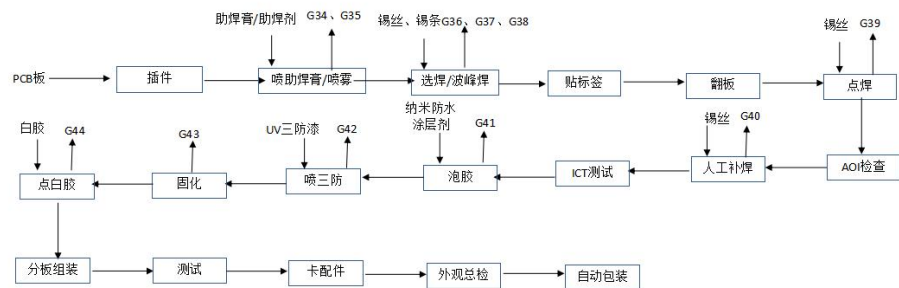 助焊膏/助焊剂
G34、G35
锡丝、锡条G36、G37、G38
锡丝
G39
PCB板
插件
喷助焊膏/喷雾
选焊/波峰焊
贴标签
翻板
点焊
白胶
G44
G43
UV三防漆
G42
纳米防水
涂层剂
G41
锡丝
G40
点白胶
固化
喷三防
泡胶
ICT测试
人工补焊
AOI检查
分板组装
测试
卡配件
外观总检
自动包装